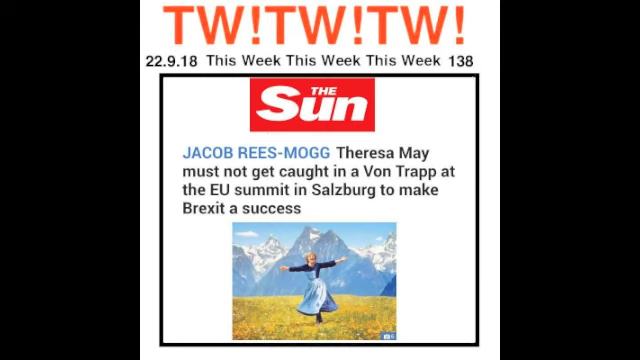 TW!TW!TW!
22.9.18 This Week This Week This Week 138
THE
Sun
JACOB REES-MOGG Theresa May
must not get caught in a Von Trapp at
the EU summit in Salzburg to make
Brexit a success
6